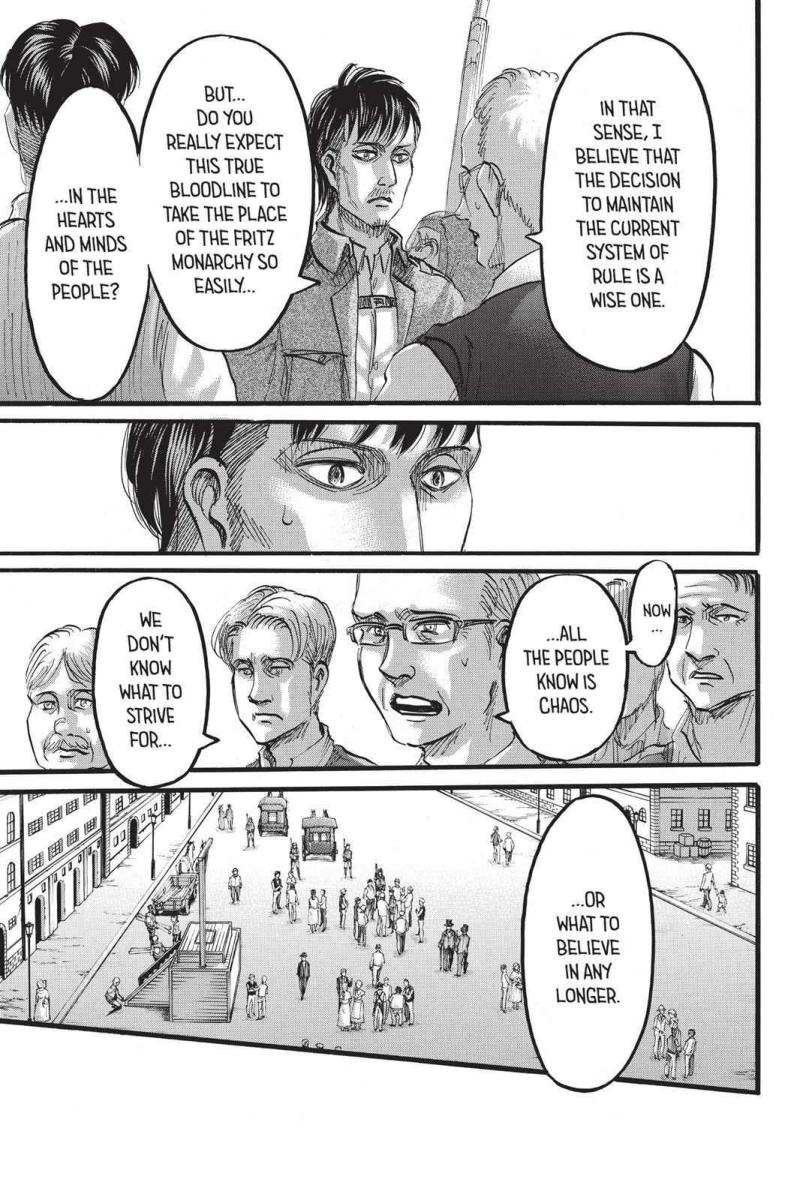 IN THAT
SENSE, I
BELIEVE THAT
THE DECISION
TO MAINTAIN
THE CURRENT
SYSTEM OF
RULE IS A
WISE ONE.
BUT...
DO YOU
REALLY EXPECT
THIS TRUE
BLOODLINE TO
TAKE THE PLACE
OF THE FRITZ
MONARCHY SO
EASILY...
...IN THE
HEARTS
AND MINDS
OF THE
PEOPLE?
NOW
...
...ALL
THE PEOPLE
KNOW IS
CHAOS.
WE
DON'T
KNOW
WHAT TO
STRIVE
FOR...
...OR
WHAT TO
BELIEVE
IN ANY
LONGER.